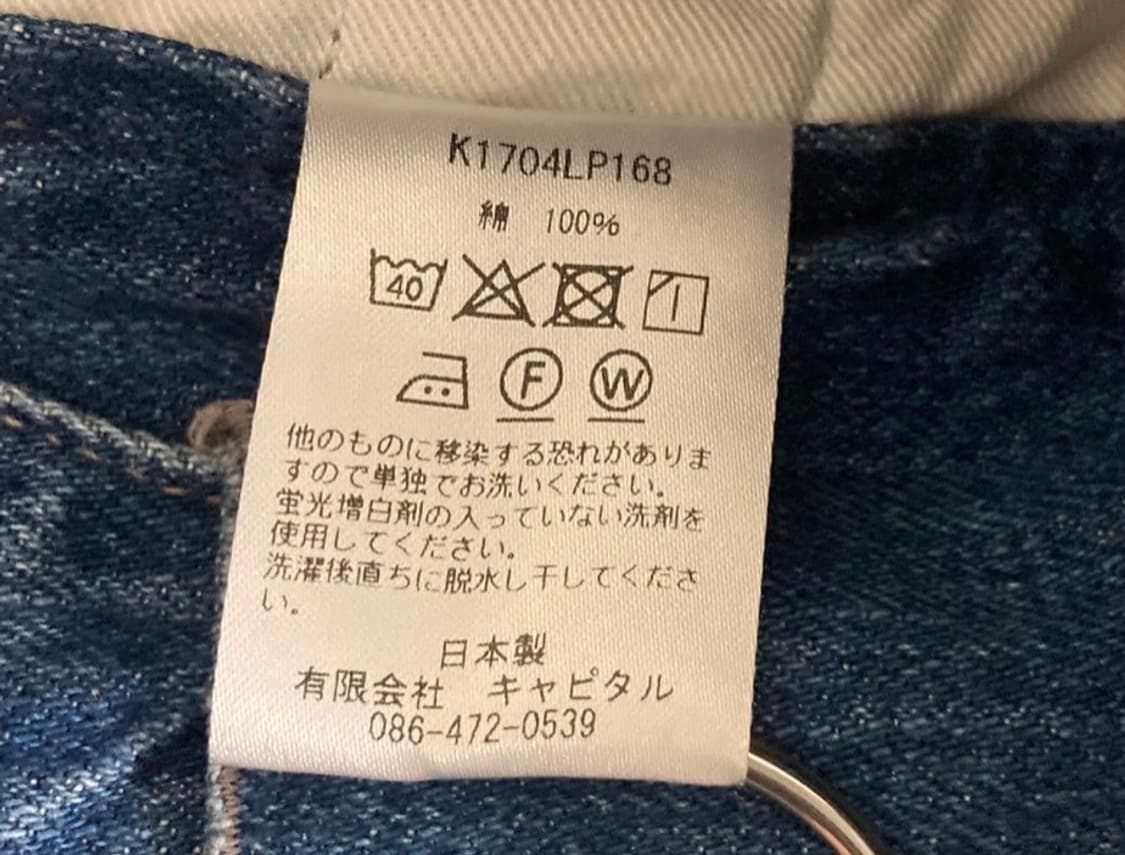 K1704LP168
綿 100%
40
F W
他のものに移染する恐れがありま
すので単独でお洗いください。
蛍光増白剤の入っていない洗剤を
使用してください。
洗濯後直ちに脱水し干してくださ
い。
日本製
有限会社 キャピタル
086-472-0539